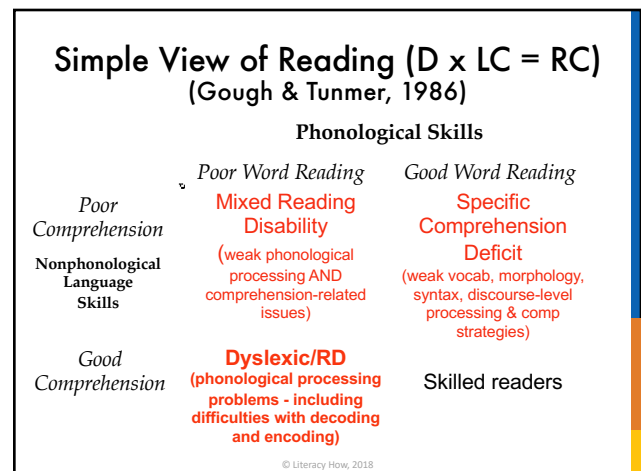 Simple View of Reading (D x LC = RC)
(Gough & Tunmer, 1986)
Phonological Skills
Poor Word Reading
Good Word Reading
Poor
Comprehension
Nonphonological
Language
Skills
Mixed Reading
Disability
(weak phonological
processing AND
comprehension-related
issues)
Specific
Comprehension
Deficit
(weak vocab, morphology,
syntax, discourse-level
processing & comp
strategies)
Good
Comprehension
Dyslexic/RD
(phonological processing
problems - including
difficulties with decoding
and encoding)
Skilled readers
© Literacy How, 2018